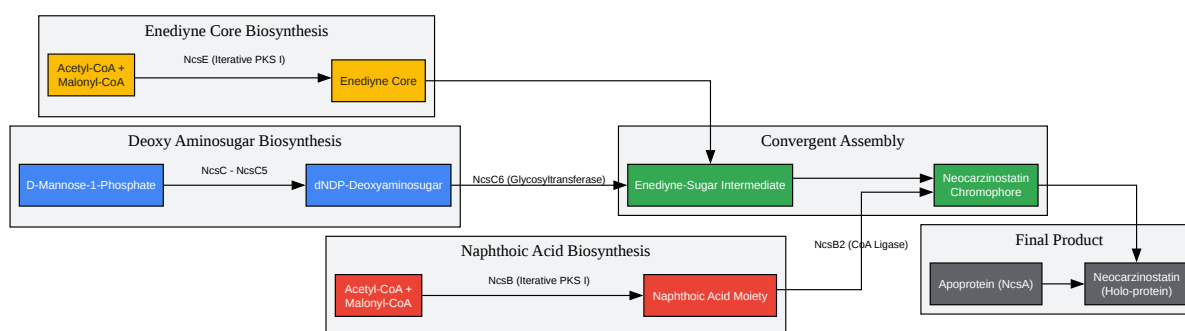 Enediyne Core Biosynthesis
Acetyl-CoA +
Malonyl-CoA
NcsE (Iterative PKS I)
Enediyne Core
Deoxy Aminosugar Biosynthesis
D-Mannose-1-Phosphate
NcsC - NcsC5
dNDP-Deoxyaminosugar
NcsC6 (Glycosyltransferase)
Convergent Assembly
Enediyne-Sugar Intermediate
Neocarzinostatin
Chromophore
Naphthoic Acid Biosynthesis
Acetyl-CoA +
Malonyl-CoA
NcsB (Iterative PKS I)
Naphthoic Acid Moiety
NcsB2 (CoA Ligase)
Final Product
Apoprotein (NcsA)
Neocarzinostatin
(Holo-protein)